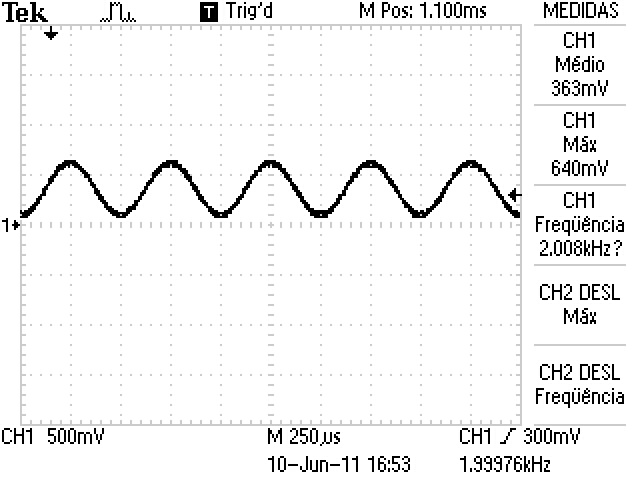 Tek T Trig'd M Pos: 1.100ms MEDIDAS
CH1
Médio
363mV
CH1
Máx
640mV
CH1
Freqüência
2.008kHz?
1
CH2 DESL
Máx
CH2 DESL
Freqüência
CH1 500mV M 250µs CH1 300mV
10-Jun-11 16:53 1.99976kHz